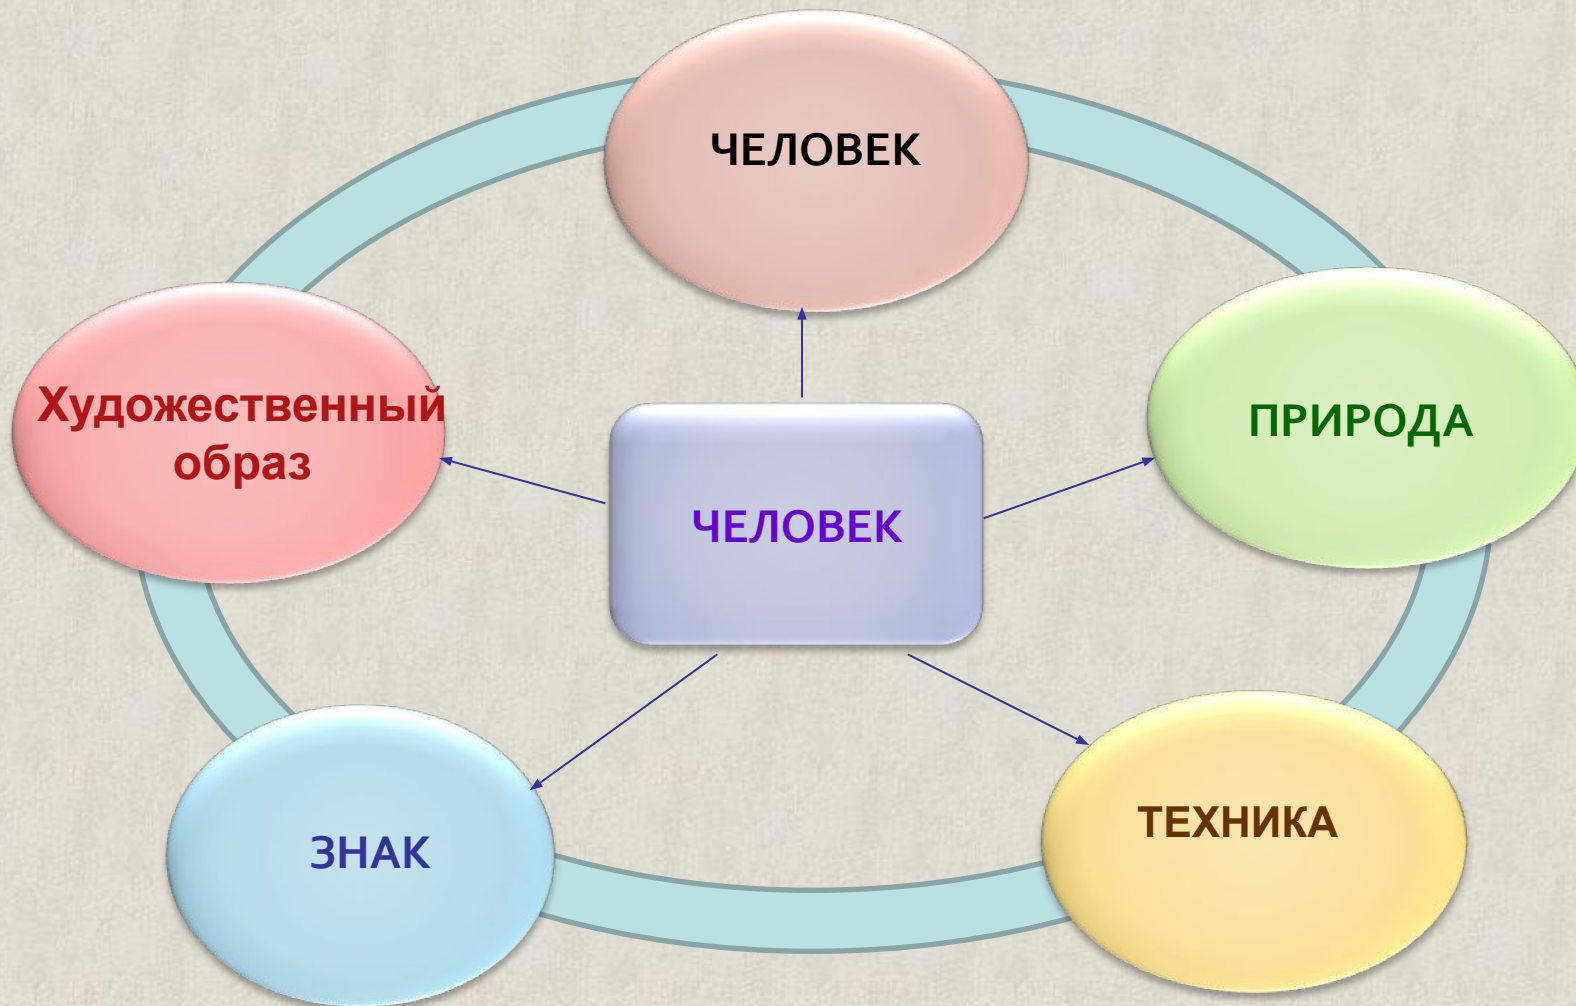 ЧЕЛОВЕК
Художественный
образ
ПРИРОДА
ЧЕЛОВЕК
ЗНАК
ТЕХНИКА